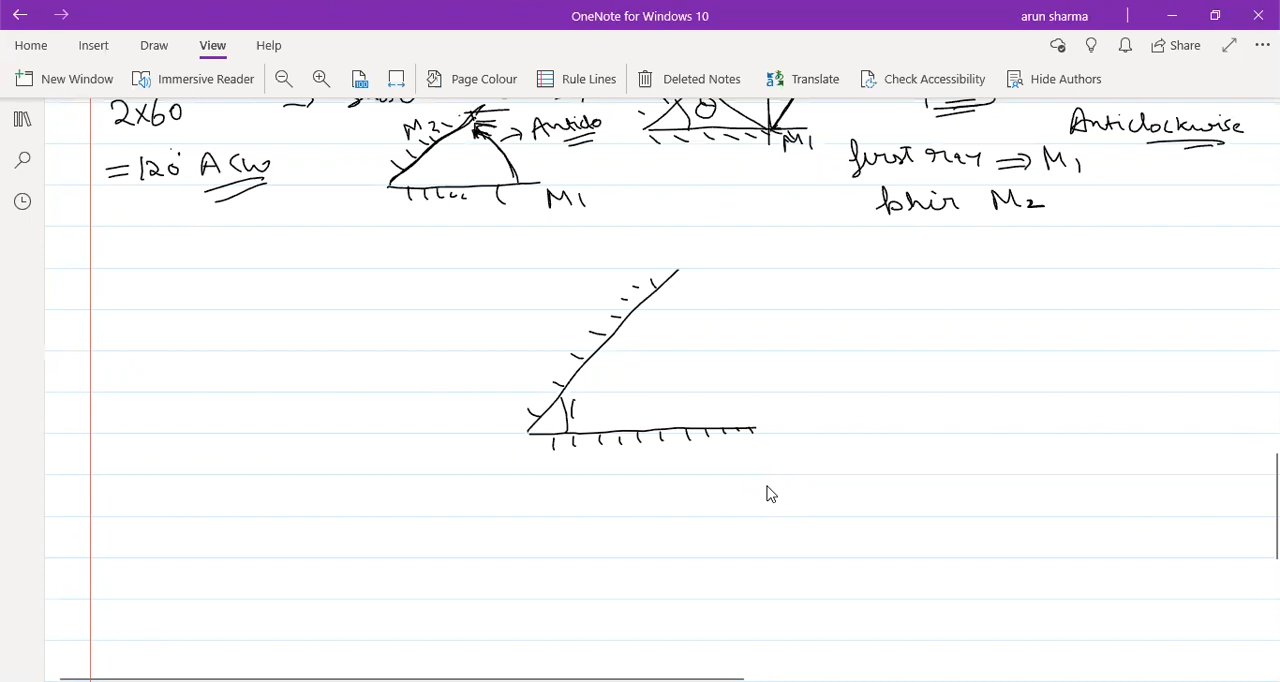 OneNote for Windows 10
arun sharma
Home Insert Draw View Help
Share
New Window Immersive Reader Page Colour Rule Lines Deleted Notes Translate Check Accessibility Hide Authors
2x60
= 120° ACW
M2
Anticlo
M1
θ
M1
Anticlockwise
first ray ⇒ M1
phir M2